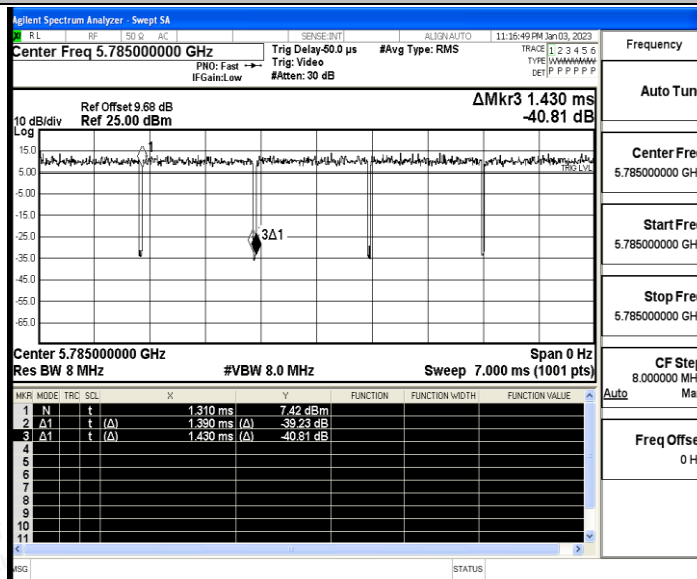 Agilent Spectrum Analyzer - Swept SA
RL RF 50 Ω AC SENSE:INT ALIGN AUTO 11:16:49 PM Jan 03, 2023
Center Freq 5.785000000 GHz
PNO: Fast
IFGain:Low
Trig Delay-50.0 µs
Trig: Video
#Atten: 30 dB
#Avg Type: RMS
TRACE 1 2 3 4 5 6
TYPE WWWWWW
DET P P P P P P
Ref Offset 9.68 dB
Ref 25.00 dBm
10 dB/div
Log
ΔMkr3 1.430 ms
-40.81 dB
15.0
5.00
-5.00
-15.0
-25.0
-35.0
-45.0
-55.0
-65.0
1
3Δ1
TRIG LVL
Center 5.785000000 GHz Span 0 Hz
Res BW 8 MHz #VBW 8.0 MHz Sweep 7.000 ms (1001 pts)
MKR MODE TRC SCL X Y FUNCTION FUNCTION WIDTH FUNCTION VALUE
1 N t 1.310 ms 7.42 dBm
2 Δ1 t (Δ) 1.390 ms (Δ) -39.23 dB
3 Δ1 t (Δ) 1.430 ms (Δ) -40.81 dB
4
5
6
7
8
9
10
11
MSG STATUS
Frequency
Auto Tun
Center Fre
5.785000000 GH
Start Fre
5.785000000 GH
Stop Fre
5.785000000 GH
CF Step
8.000000 MH
Auto Ma
Freq Offse
0 H